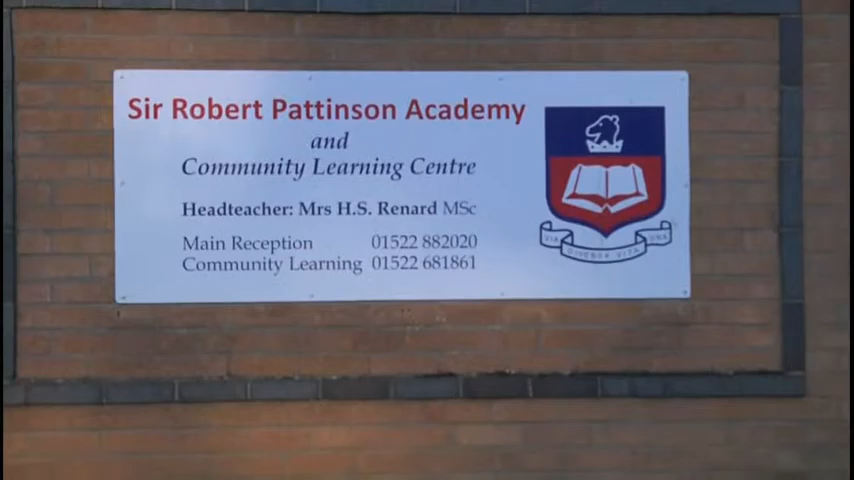 Sir Robert Pattinson Academy
and
Community Learning Centre
Headteacher: Mrs H.S. Renard MSc
Main Reception 01522 882020
Community Learning 01522 681861
VITA